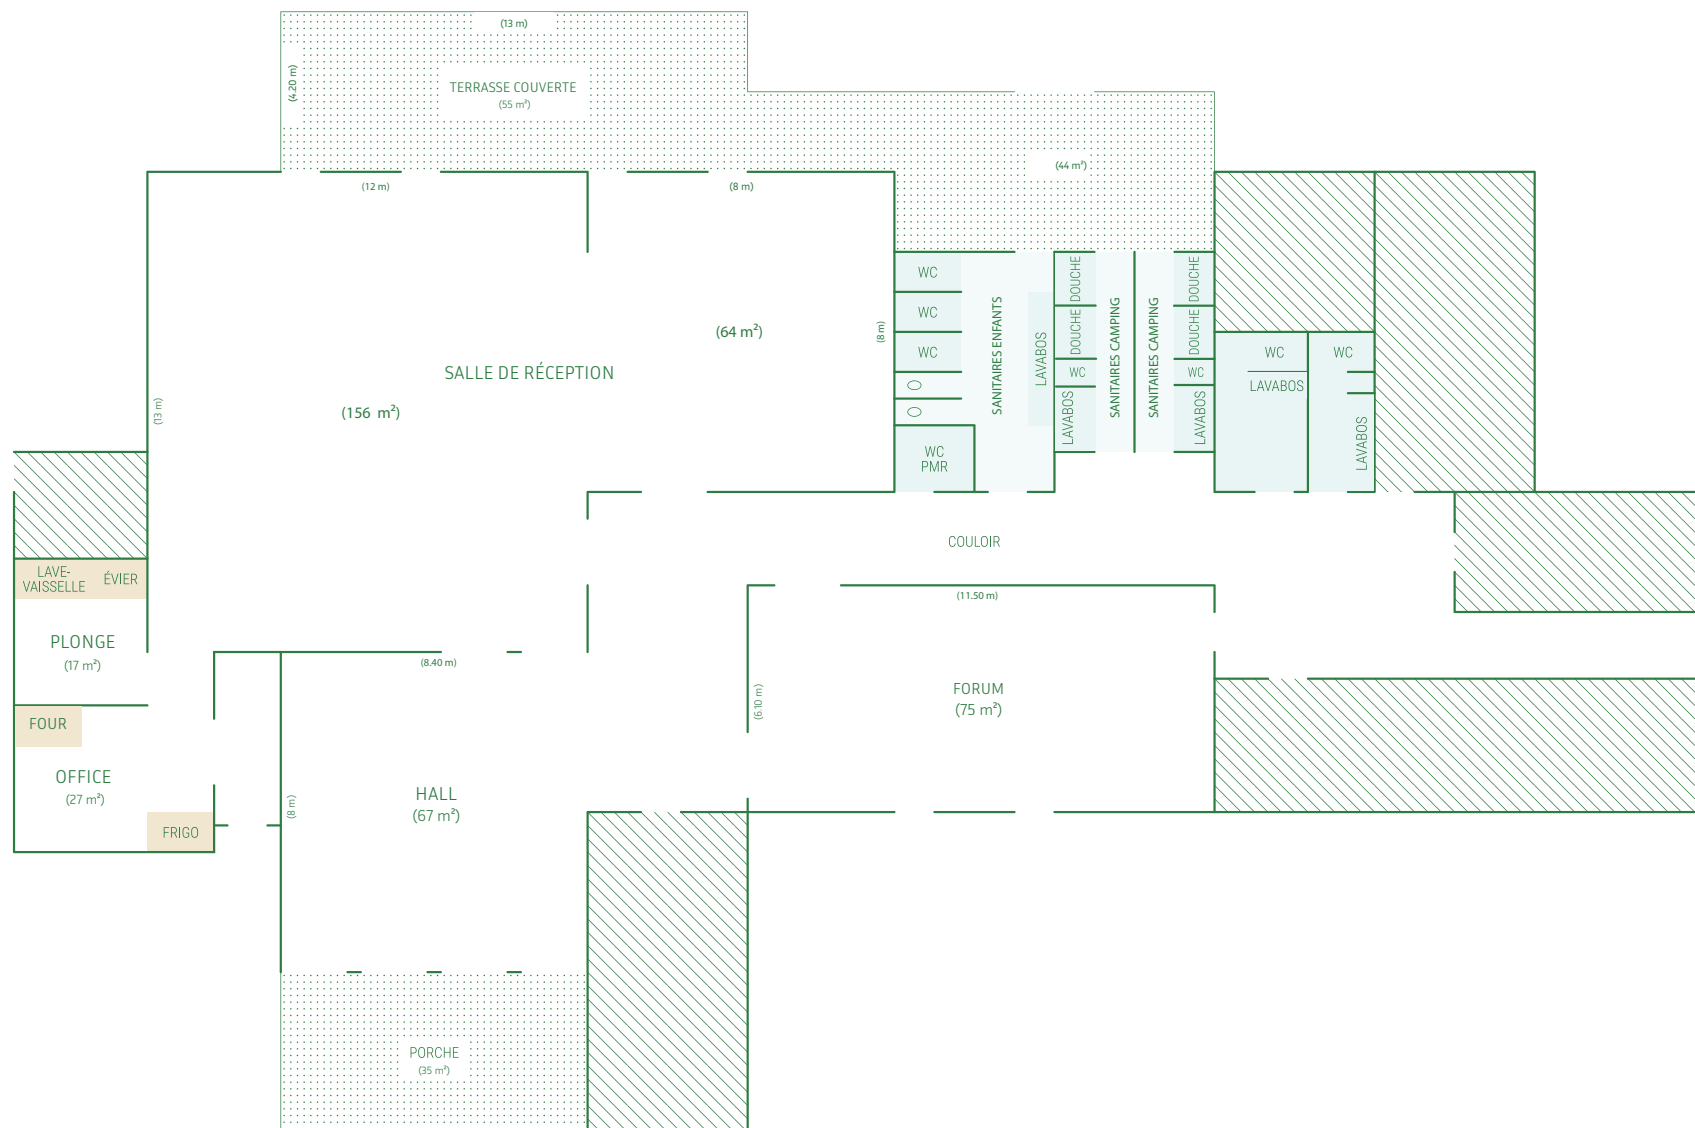 (13 m)
(4.20 m)
TERRASSE COUVERTE
(55 m²)
(44 m²)
(12 m)
(8 m)
(13 m)
SALLE DE RÉCEPTION
(156 m²)
(64 m²)
(8 m)
WC
WC
WC
WC
PMR
SANITAIRES ENFANTS
LAVABOS
DOUCHE
DOUCHE
WC
LAVABOS
SANITAIRES CAMPING
SANITAIRES CAMPING
DOUCHE
DOUCHE
WC
LAVABOS
WC
LAVABOS
WC
LAVABOS
COULOIR
LAVE-
VAISSELLE
ÉVIER
PLONGE
(17 m²)
FOUR
OFFICE
(27 m²)
FRIGO
(8.40 m)
(8 m)
HALL
(67 m²)
(11.50 m)
(6.10 m)
FORUM
(75 m²)
PORCHE
(35 m²)